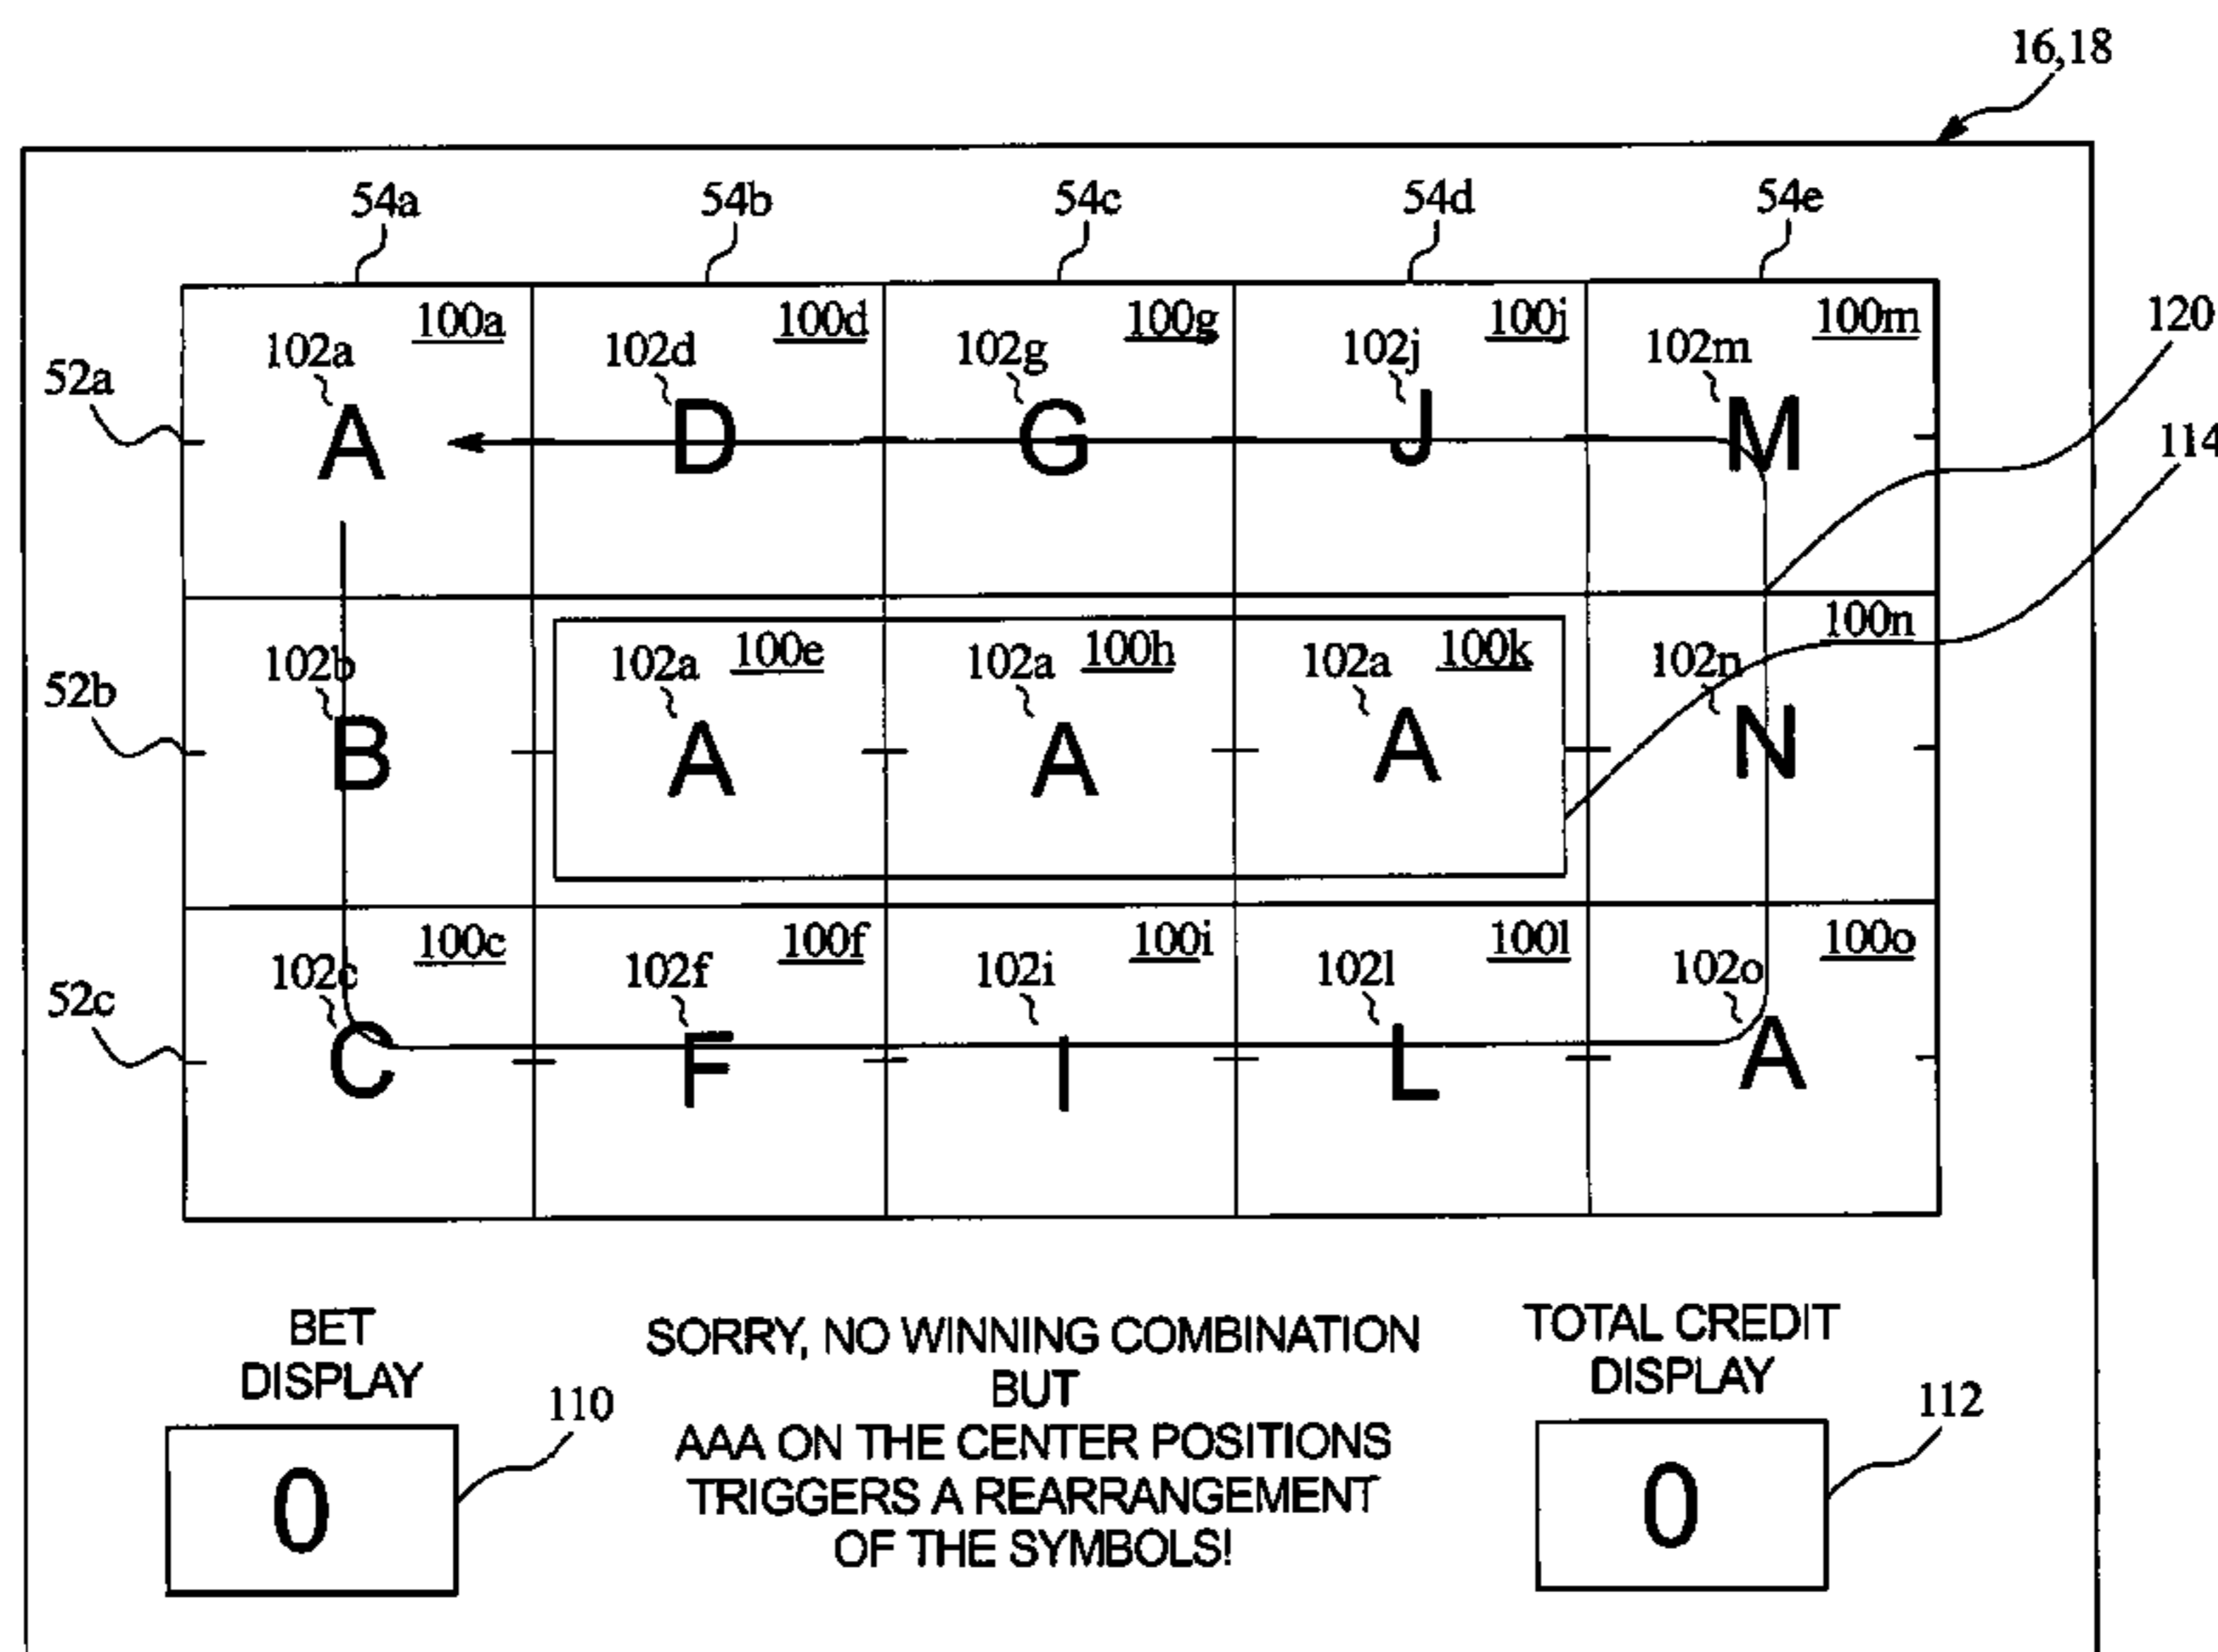 16,18
54a 54b 54c 54d 54e
100a 100d 100g 100j 100m
120
102a 102d 102g 102j 102m
52a
114
A D G J M
100n
102b 102a 100e 102a 100h 102a 100k 102n
52b
B A A A N
100c 100f 100i 100l 100o
102c 102f 102i 102l 102o
52c
C F I L A
BET
DISPLAY
110
0
SORRY, NO WINNING COMBINATION
BUT
AAA ON THE CENTER POSITIONS
TRIGGERS A REARRANGEMENT
OF THE SYMBOLS!
TOTAL CREDIT
DISPLAY
112
0